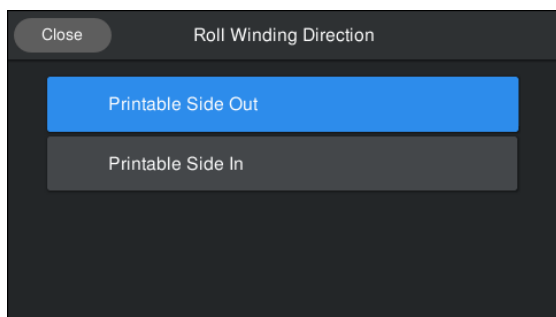 Close
Roll Winding Direction
Printable Side Out
Printable Side In